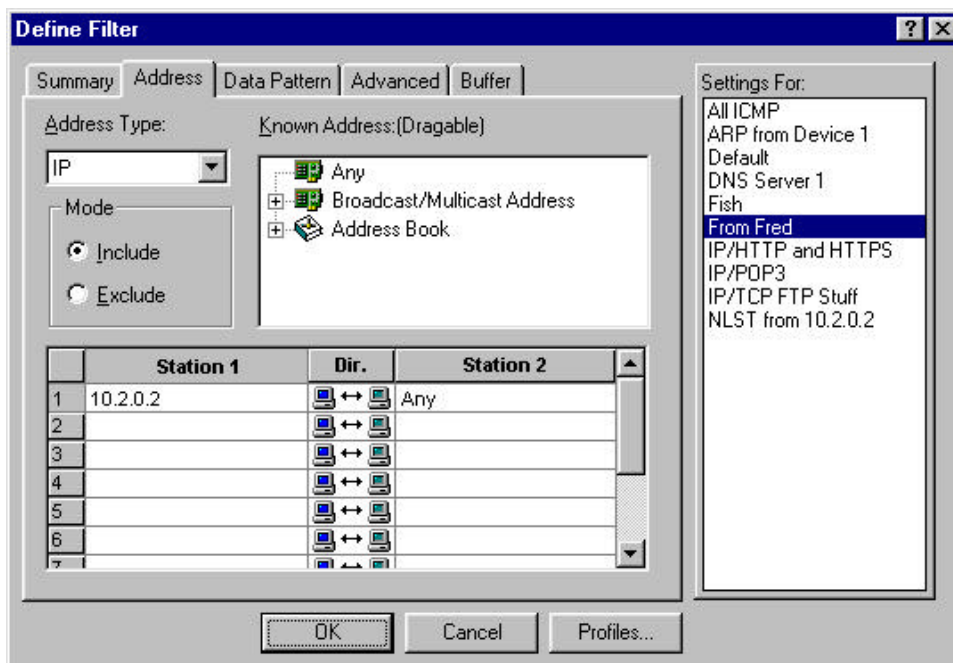 Define Filter
Summary Address Data Pattern Advanced Buffer
Address Type:
IP
Mode
Include
Exclude
Known Address:(Dragable)
Any
Broadcast/Multicast Address
Address Book
Station 1 Dir. Station 2
1 10.2.0.2 Any
2
3
4
5
6
7
Settings For:
All ICMP
ARP from Device 1
Default
DNS Server 1
Fish
From Fred
IP/HTTP and HTTPS
IP/POP3
IP/TCP FTP Stuff
NLST from 10.2.0.2
OK Cancel Profiles...